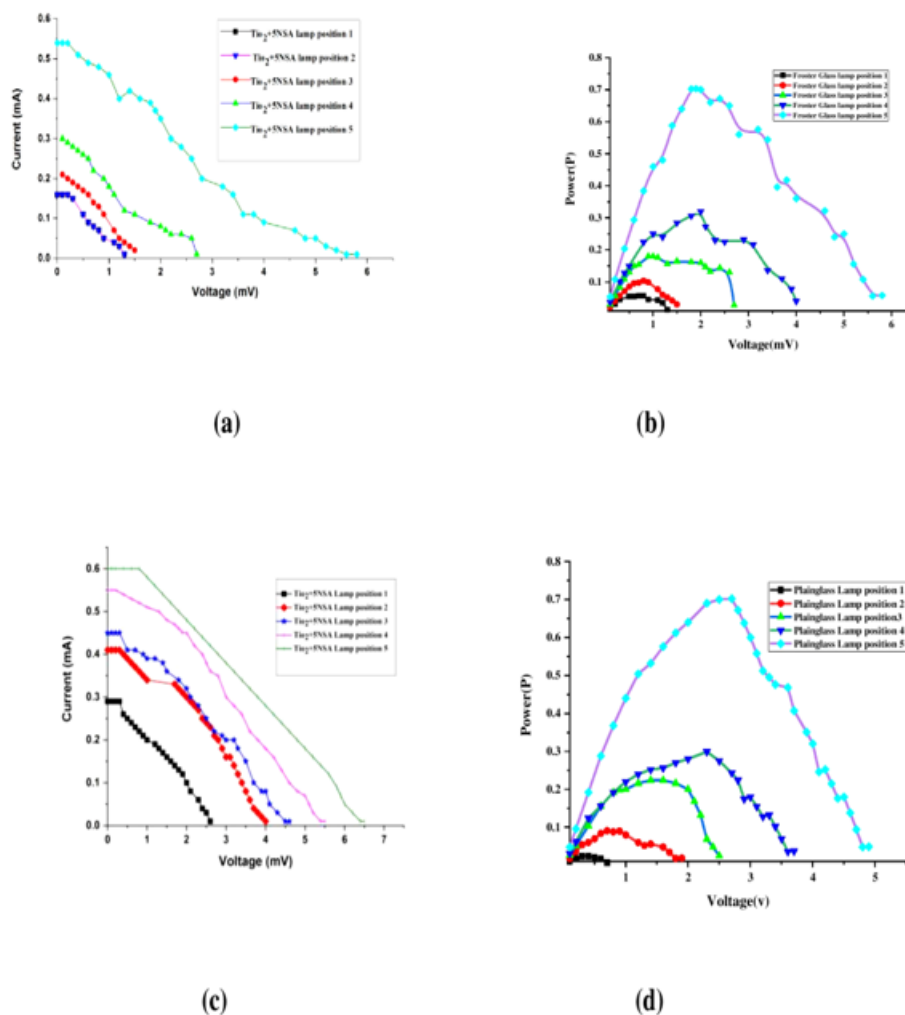 0.6
0.5
0.4
0.3
0.2
0.1
0.0
Current (mA)
0 1 2 3 4 5 6
Voltage (mV)
Tio2+5NSA lamp position 1
Tio2+5NSA lamp position 2
Tio2+5NSA lamp position 3
Tio2+5NSA lamp position 4
Tio2+5NSA lamp position 5
(a)
0.8
0.7
0.6
0.5
0.4
0.3
0.2
0.1
Power(P)
1 2 3 4 5 6
Voltage(mV)
Froster Glass lamp position 1
Froster Glass lamp position 2
Froster Glass lamp position 3
Froster Glass lamp position 4
Froster Glass lamp position 5
(b)
0.6
0.5
0.4
0.3
0.2
0.1
0.0
Current (mA)
0 1 2 3 4 5 6 7
Voltage (mV)
Tio2+5NSA Lamp position 1
Tio2+5NSA Lamp position 2
Tio2+5NSA Lamp position 3
Tio2+5NSA Lamp position 4
Tio2+5NSA Lamp position 5
(c)
0.8
0.7
0.6
0.5
0.4
0.3
0.2
0.1
Power(P)
1 2 3 4 5
Voltage(v)
Plainglass Lamp position 1
Plainglass Lamp position 2
Plainglass Lamp position3
Plainglass Lamp position 4
Plainglass Lamp position 5
(d)